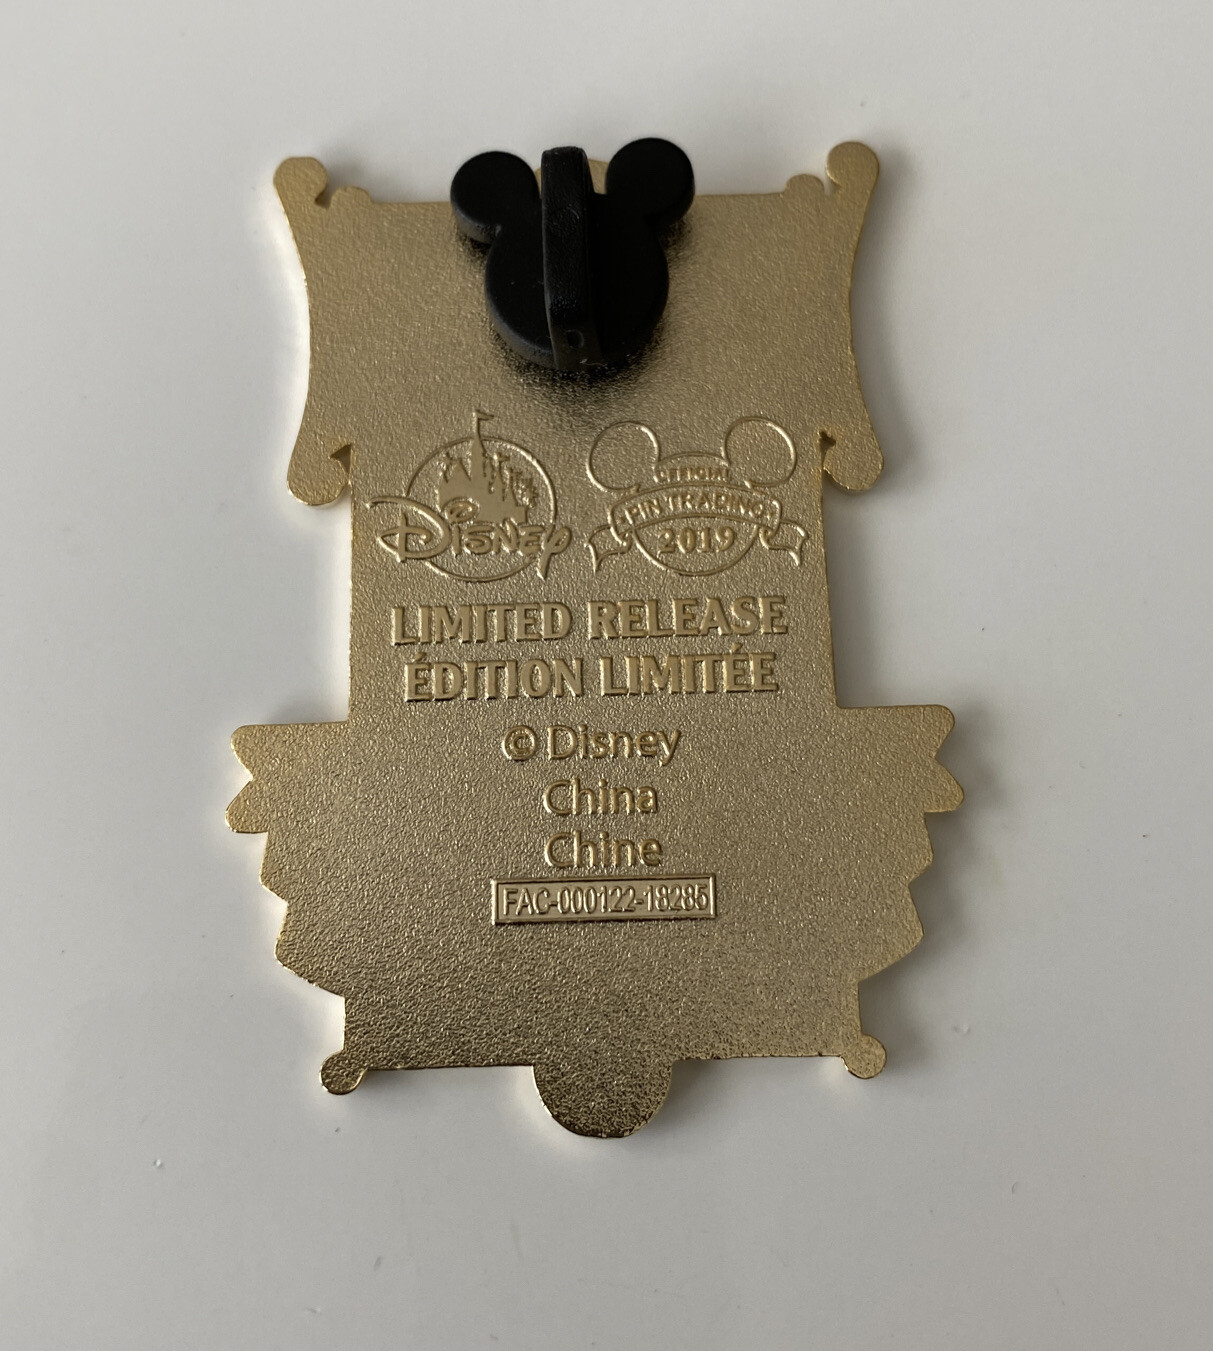 Disney
OFFICIAL
PIN TRADING
2019
LIMITED RELEASE
ÉDITION LIMITÉE
© Disney
China
Chine
FAC-000122-18285